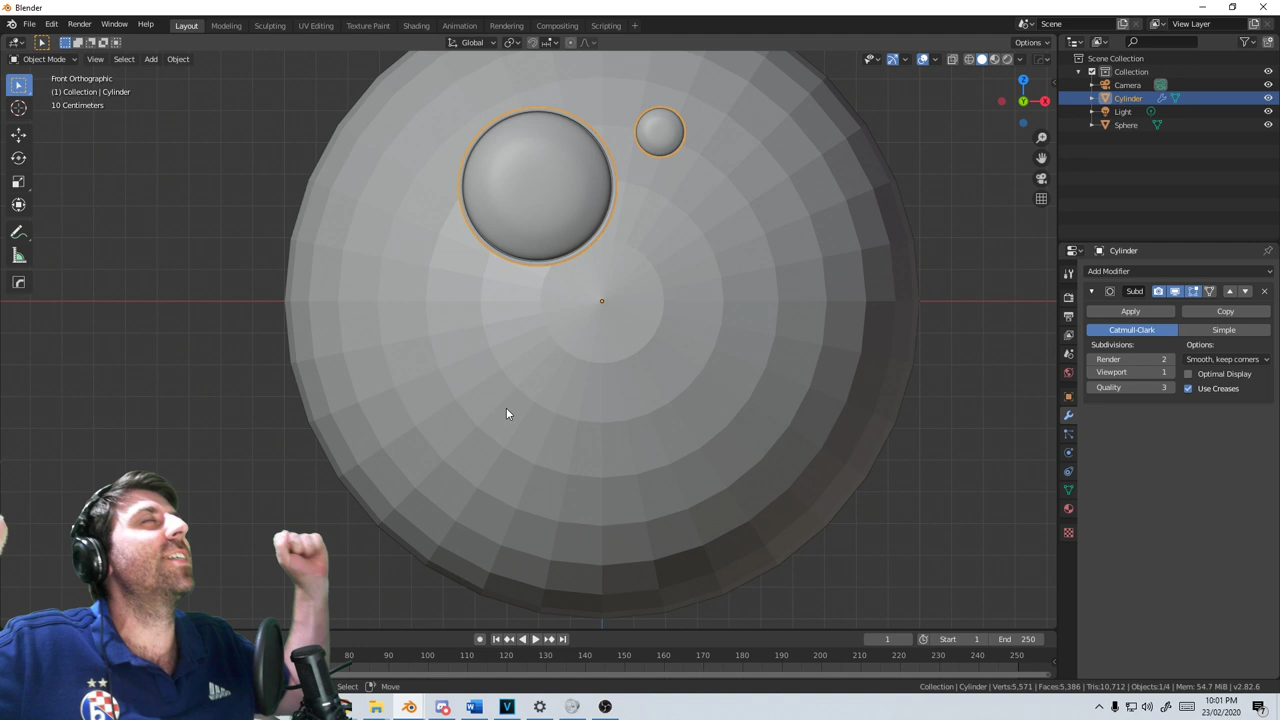 Blender
File Edit Render Window Help Layout Modeling Sculpting UV Editing Texture Paint Shading Animation Rendering Compositing Scripting + Scene View Layer
Global Options
Object Mode View Select Add Object
Front Orthographic
(1) Collection | Cylinder
10 Centimeters
Z
Y
X
Scene Collection
Collection
Camera
Cylinder
Light
Sphere
Cylinder
Add Modifier
Subd
Apply Copy
Catmull-Clark Simple
Subdivisions: Options:
Render 2 Smooth, keep corners
Viewport 1 Optimal Display
Quality 3 Use Creases
1 Start 1 End 250
80 90 100 110 120 130 140 150 160 170 180 190 200 210 220 230 240 250
Select Move Collection | Cylinder | Verts:5,571 | Faces:5,386 | Tris:10,712 | Objects:1/4 | Mem: 54.7 MiB | v2.82.6
10:01 PM
23/02/2020